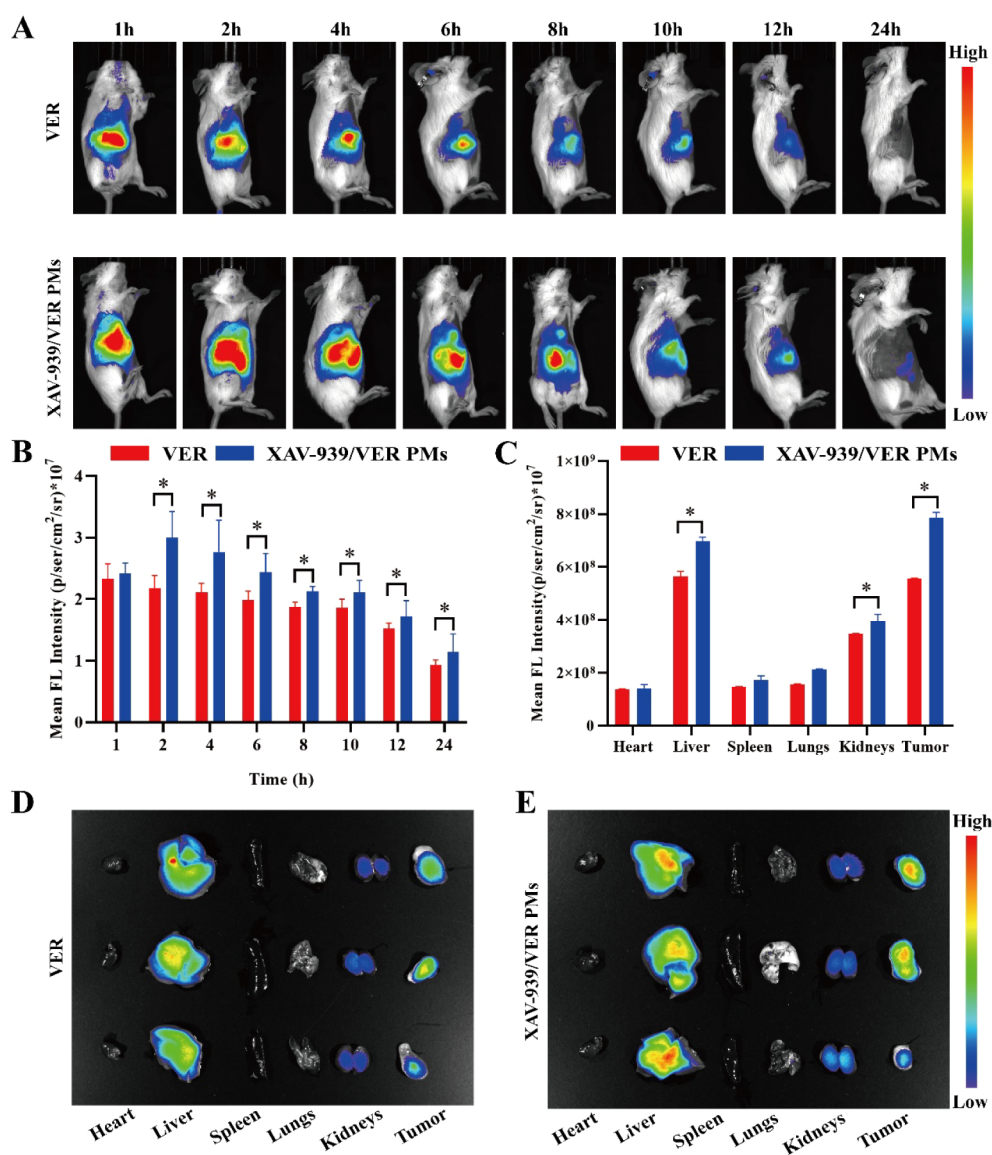 A
1h 2h 4h 6h 8h 10h 12h 24h
High
VER
XAV-939/VER PMs
Low
B
VER XAV-939/VER PMs
Mean FL Intensity (p/ser/cm²/sr)*10⁷
4
3
2
1
0
* * * * * * *
1 2 4 6 8 10 12 24
Time (h)
C
VER XAV-939/VER PMs
Mean FL Intensity(p/ser/cm²/sr)*10⁷
1×10⁹
8×10⁸
6×10⁸
4×10⁸
2×10⁸
0
* * *
Heart Liver Spleen Lungs Kidneys Tumor
D
VER
Heart Liver Spleen Lungs Kidneys Tumor
E
High
XAV-939/VER PMs
Low
Heart Liver Spleen Lungs Kidneys Tumor